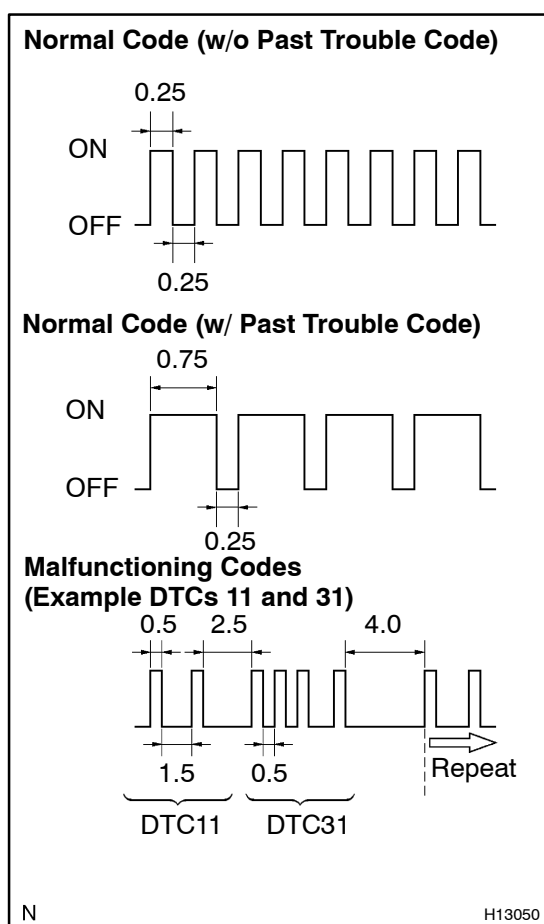 Normal Code (w/o Past Trouble Code)
0.25
ON
OFF
0.25
Normal Code (w/ Past Trouble Code)
0.75
ON
OFF
0.25
Malfunctioning Codes
(Example DTCs 11 and 31)
0.5 2.5 4.0
1.5 0.5 Repeat
DTC11 DTC31
N H13050